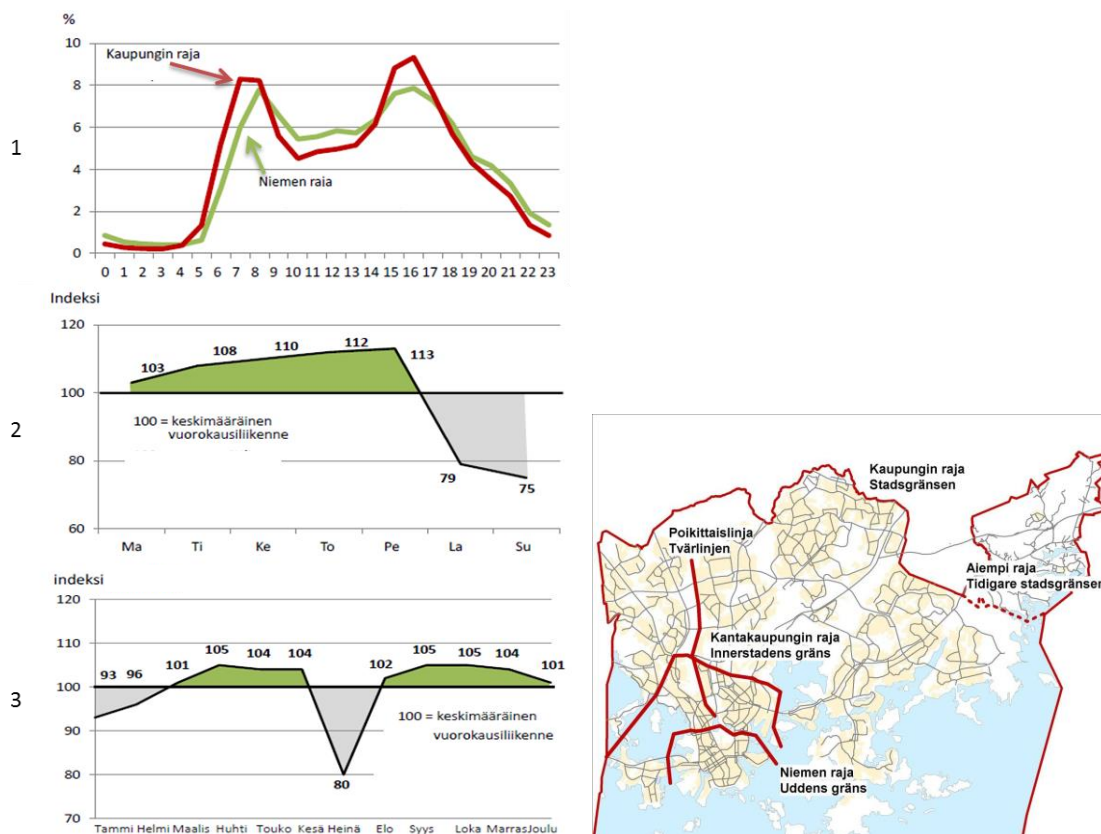 %
10
Kaupungin raja
8
6
1
4
Niemen raia
2
0
0 1 2 3 4 5 6 7 8 9 10 11 12 13 14 15 16 17 18 19 20 21 22 23
Indeksi
120
103 108 110 112 113
100
100 = keskimääräinen
vuorokausiliikenne
2
80
79 75
60
Ma Ti Ke To Pe La Su
indeksi
120
110
93 96 101 105 104 104 102 105 105 104 101
100
3
100 = keskimääräinen
vuorokausiliikenne
90
80
80
70
Tammi Helmi Maalis Huhti Touko Kesä Heinä Elo Syys Loka Marras Joulu
Kaupungin raja
Stadsgränsen
Poikittaislinja
Tvärlinjen
Aiempi raja
Tidigare stadsgränsen
Kantakaupungin raja
Innerstadens gräns
Niemen raja
Uddens gräns